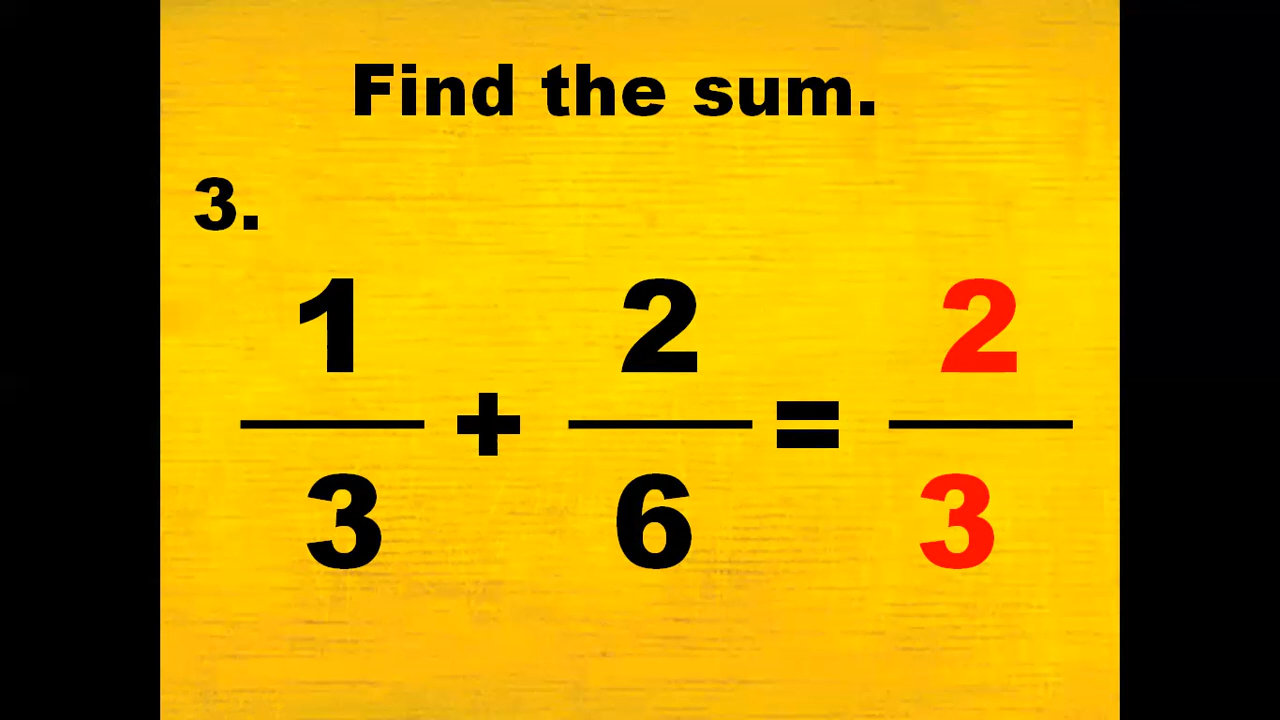 Find the sum.
3.
1 2 2
+ =
3 6 3